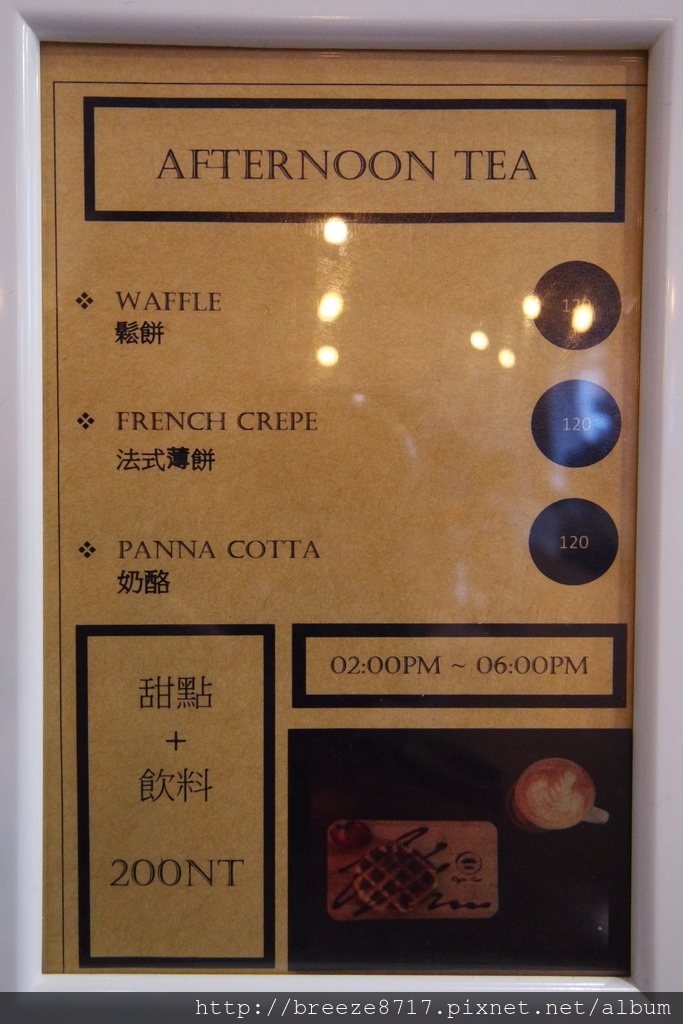 AFTERNOON TEA
❖ WAFFLE
鬆餅
120
❖ FRENCH CREPE
法式薄餅
120
❖ PANNA COTTA
奶酪
120
甜點
+
飲料
200NT
02:00PM ~ 06:00PM
http://breeze8717.pixnet.net/album